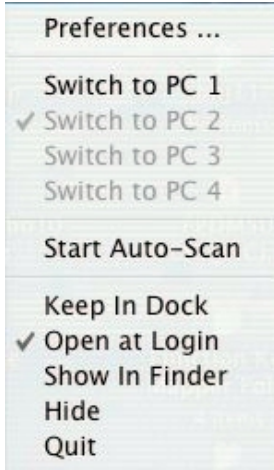 Preferences ...
Switch to PC 1
✓ Switch to PC 2
Switch to PC 3
Switch to PC 4
Start Auto-Scan
Keep In Dock
✓ Open at Login
Show In Finder
Hide
Quit